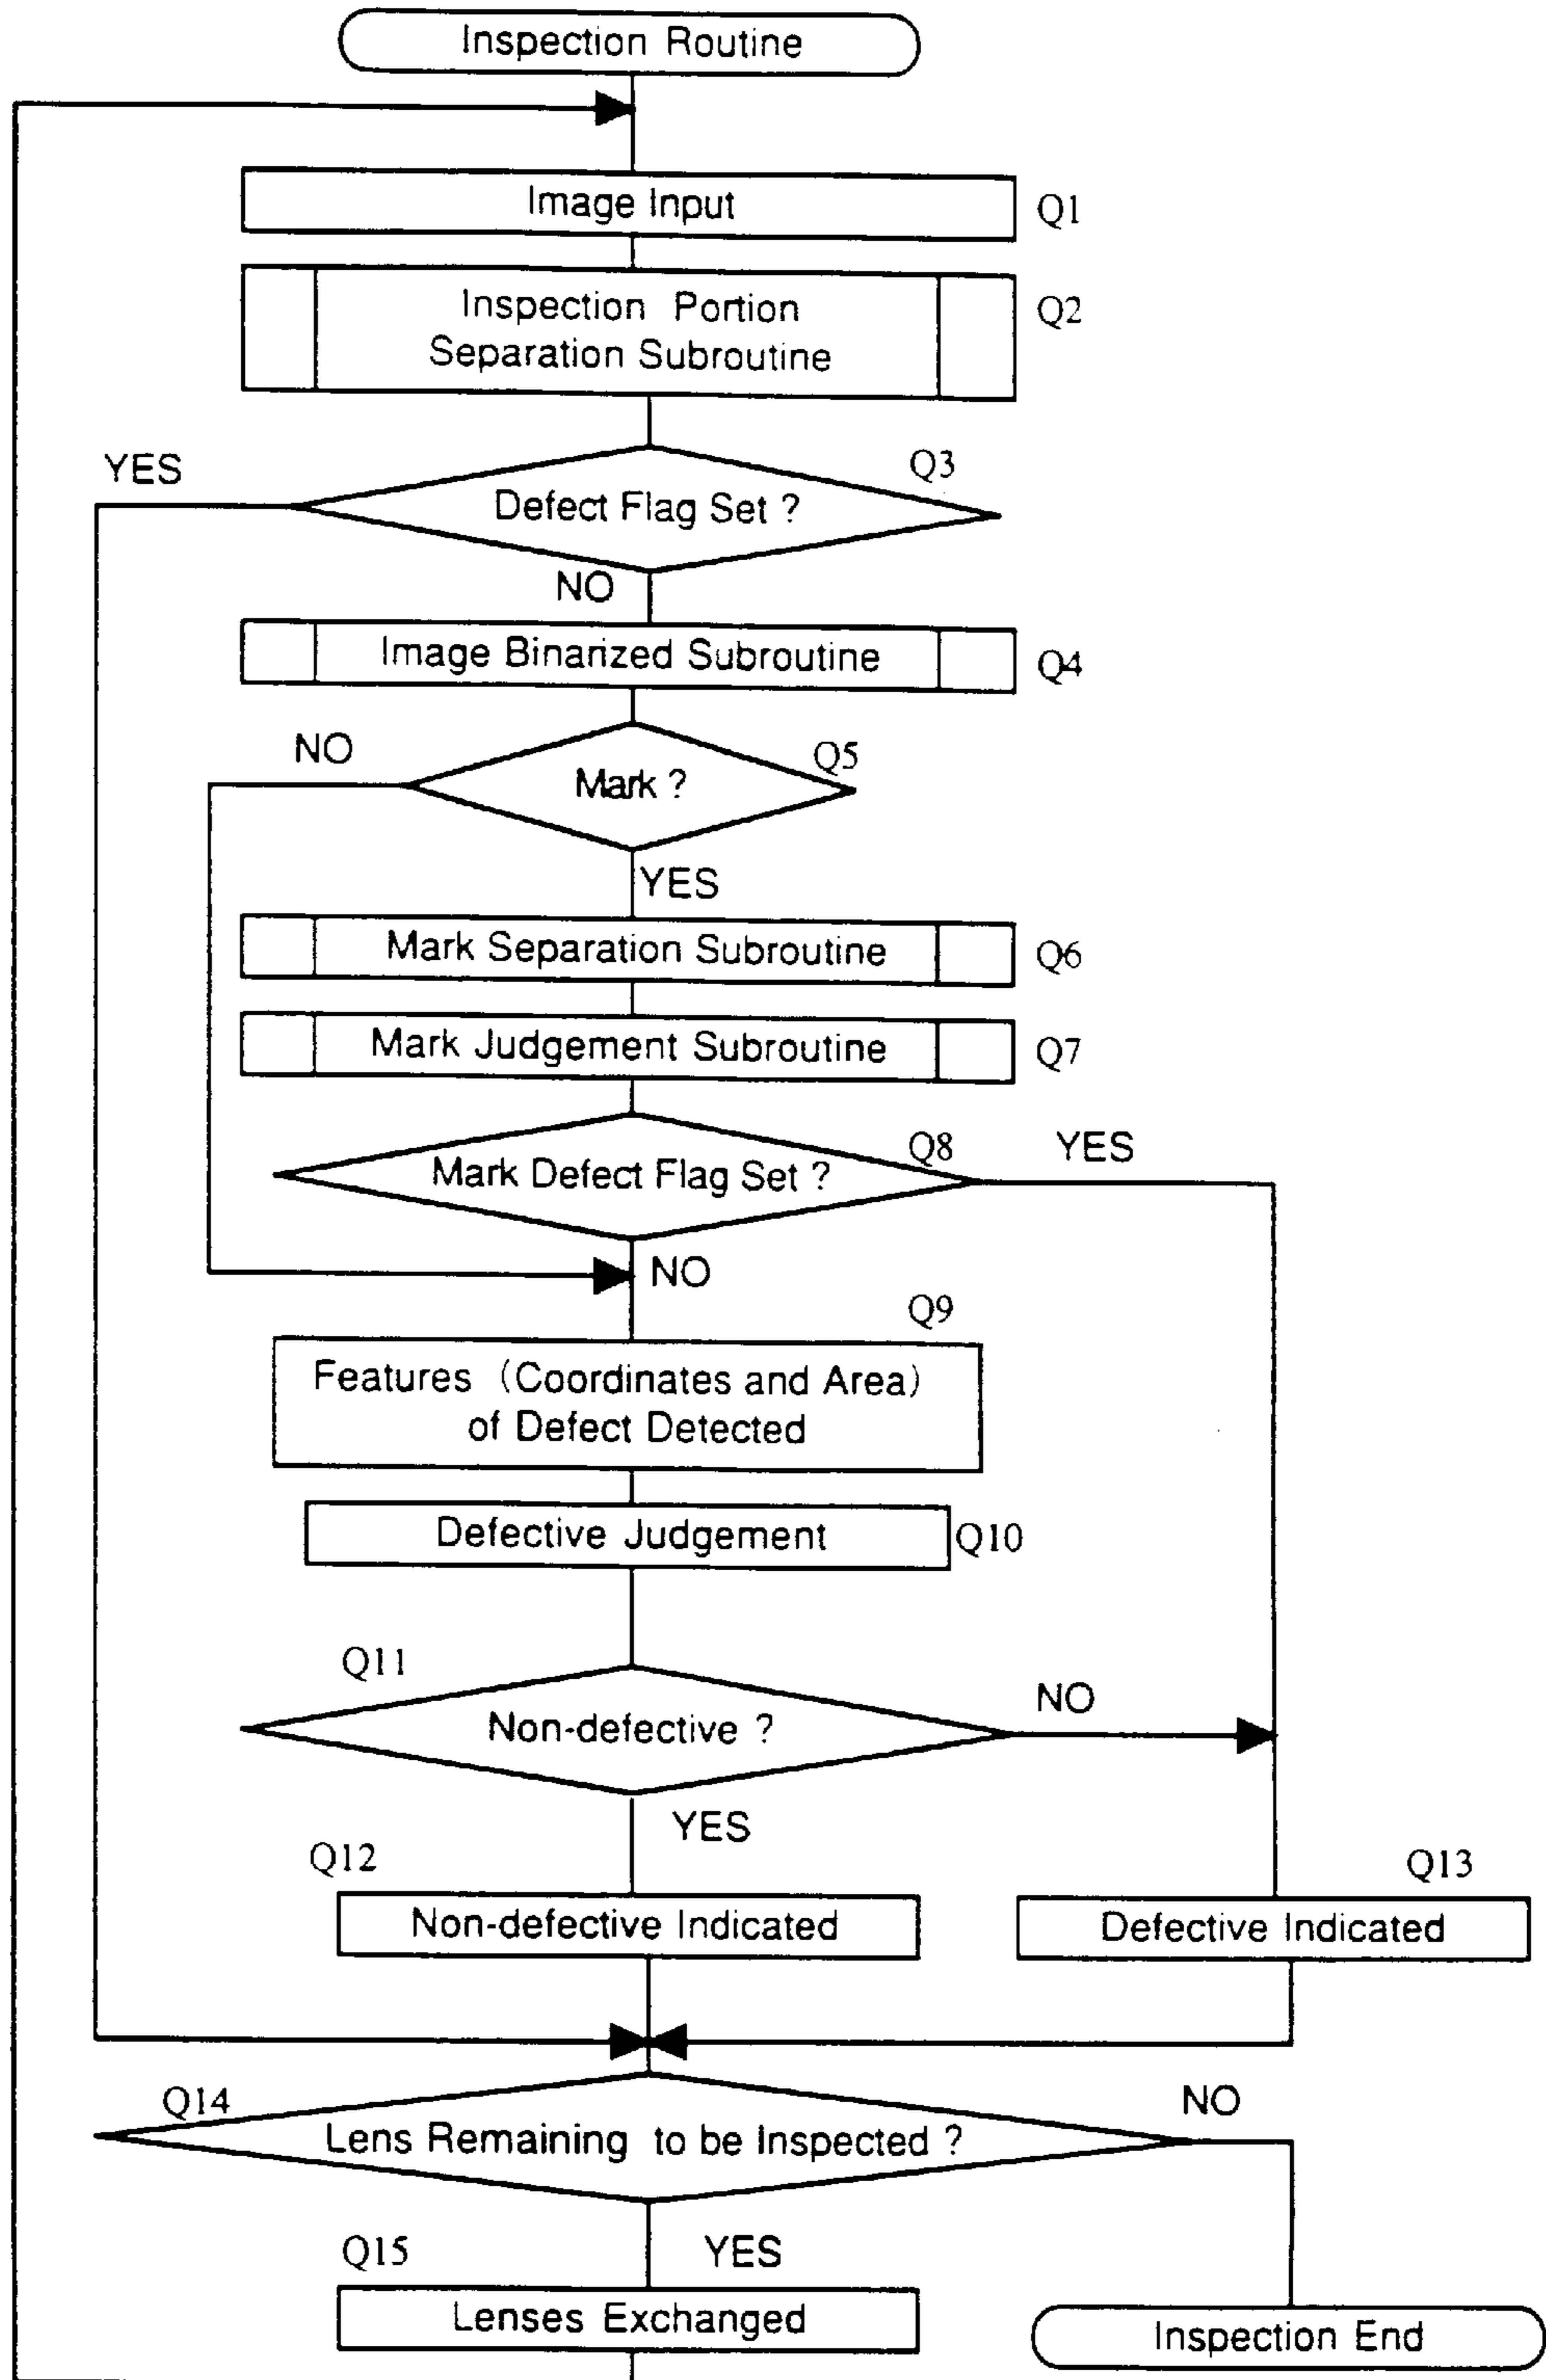 Inspection Routine
Image Input
Q1
Inspection Portion
Separation Subroutine
Q2
YES
Q3
Defect Flag Set ?
NO
Image Binarized Subroutine
Q4
NO
Q5
Mark ?
YES
Mark Separation Subroutine
Q6
Mark Judgement Subroutine
Q7
Q8
YES
Mark Defect Flag Set ?
NO
Q9
Features (Coordinates and Area)
of Defect Detected
Defective Judgement
Q10
Q11
NO
Non-defective ?
YES
Q12
Q13
Non-defective Indicated
Defective Indicated
Q14
NO
Lens Remaining to be Inspected ?
Q15
YES
Lenses Exchanged
Inspection End